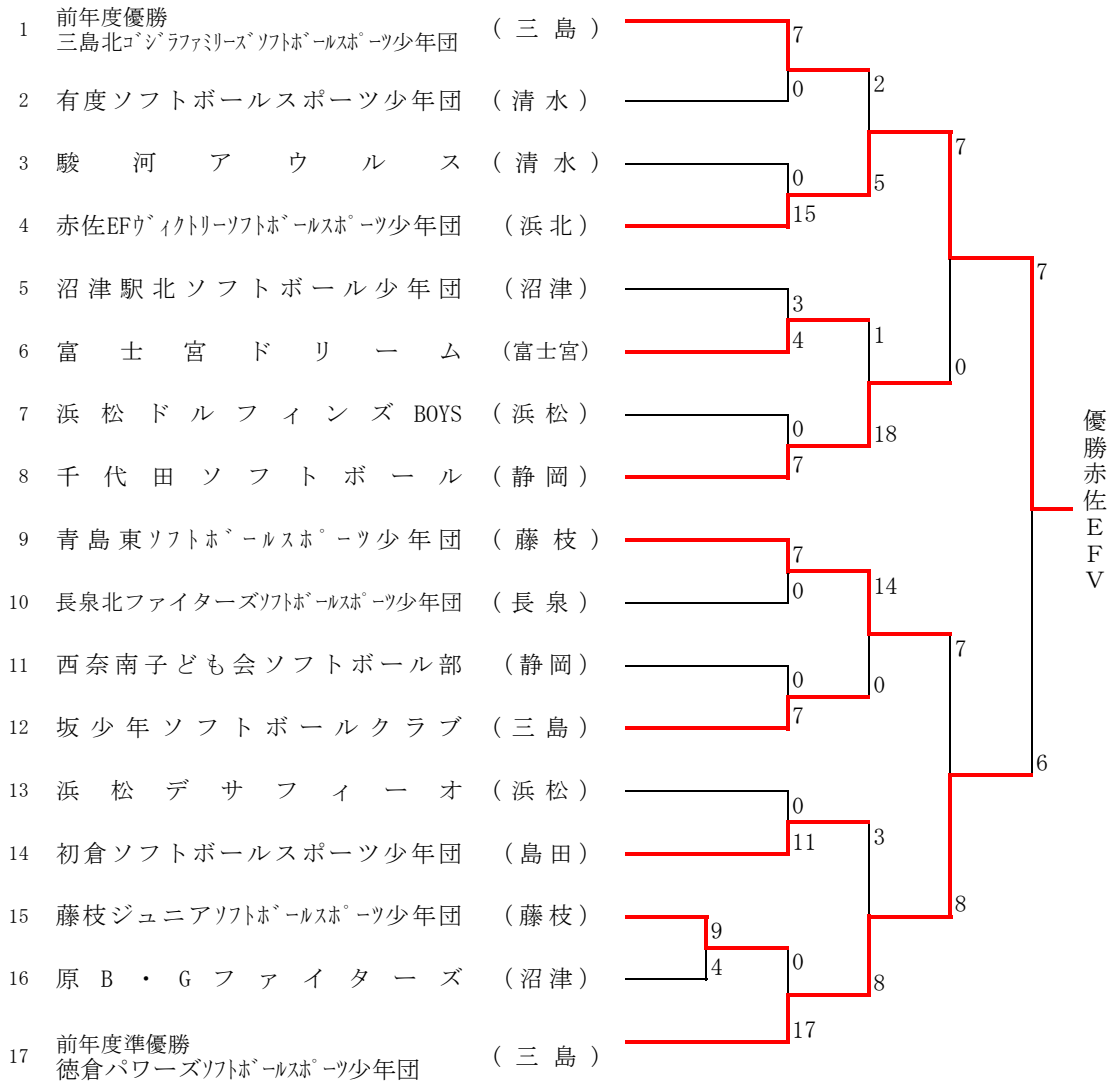 前年度優勝
1 三島北ゴジラファミリーズソフトボールスポーツ少年団 (三島)
7
0
2
2 有度ソフトボールスポーツ少年団 (清水)
7
3 駿河アウルス (清水)
0
5
15
4 赤佐EFヴィクトリーソフトボールスポーツ少年団 (浜北)
7
5 沼津駅北ソフトボール少年団 (沼津)
3
4
1
6 富士宮ドリーム (富士宮)
0
7 浜松ドルフィンズBOYS (浜松)
0
18
7
8 千代田ソフトボール (静岡)
優勝赤佐EFV
9 青島東ソフトボールスポーツ少年団 (藤枝)
7
0
14
10 長泉北ファイターズソフトボールスポーツ少年団 (長泉)
7
11 西奈南子ども会ソフトボール部 (静岡)
0
0
7
12 坂少年ソフトボールクラブ (三島)
6
13 浜松デサフィーオ (浜松)
0
11
3
14 初倉ソフトボールスポーツ少年団 (島田)
8
15 藤枝ジュニアソフトボールスポーツ少年団 (藤枝)
9
4
0
8
16 原B・Gファイターズ (沼津)
17
前年度準優勝
17 徳倉パワーズソフトボールスポーツ少年団 (三島)